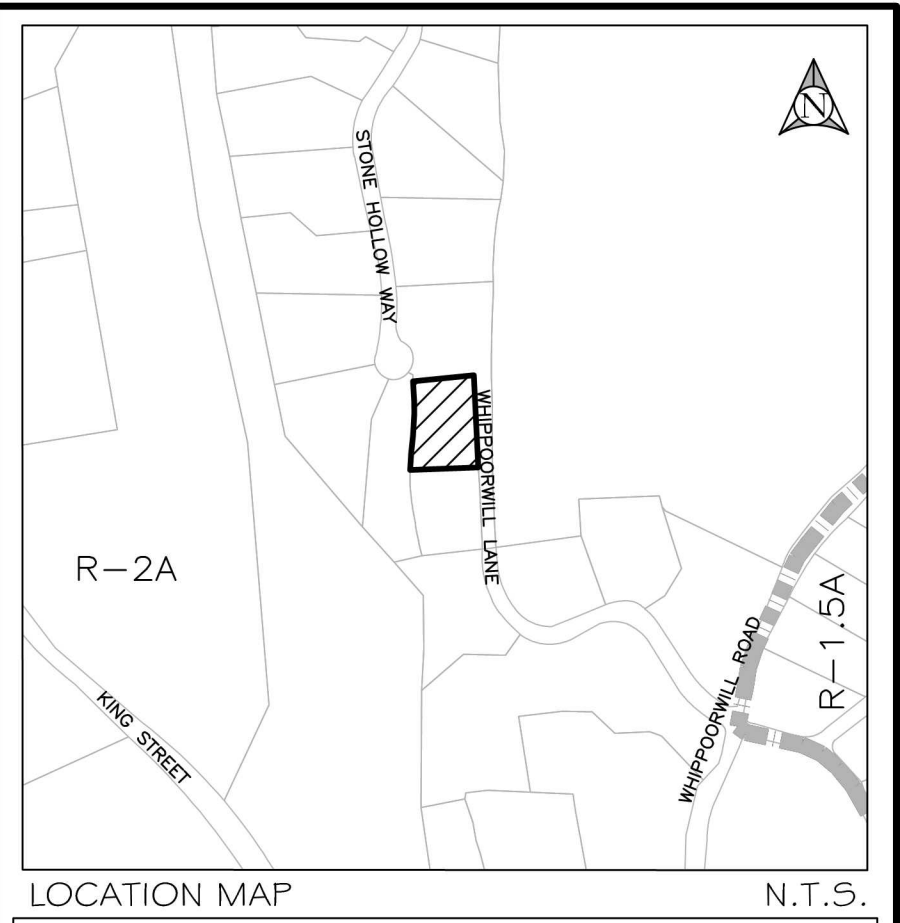 N
STONE HOLLOW WAY
WHIPPOORWILL LANE
R-2A
R-1.5A
WHIPPOORWILL ROAD
KING STREET
LOCATION MAP
N.T.S.